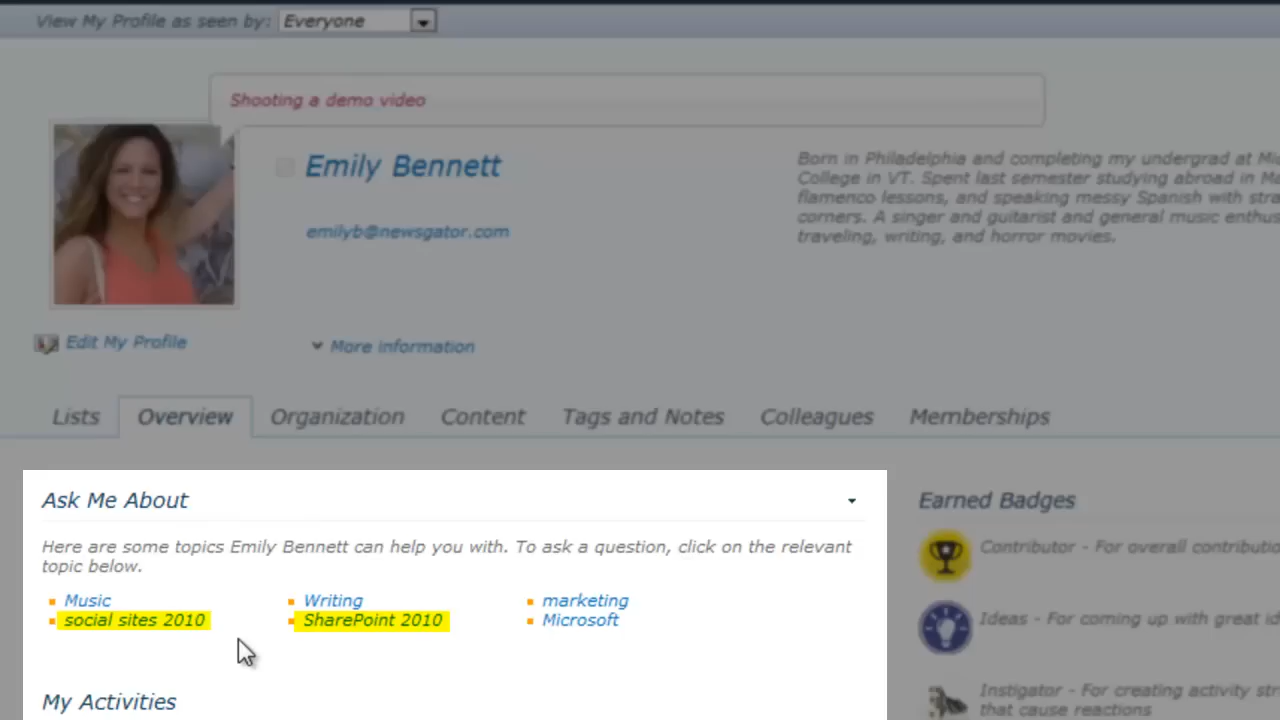 View My Profile as seen by: Everyone
Shooting a demo video
Emily Bennett
emilyb@newsgator.com
Born in Philadelphia and completing my undergrad at
College in VT. Spent last semester studying abroad in
flamenco lessons, and speaking messy Spanish with
corners. A singer and guitarist and general music
traveling, writing, and horror movies.
Edit My Profile
More information
Lists Overview Organization Content Tags and Notes Colleagues Memberships
Ask Me About
Here are some topics Emily Bennett can help you with. To ask a question, click on the relevant
topic below.
Music Writing marketing
social sites 2010 SharePoint 2010 Microsoft
My Activities
Earned Badges
Contributor - For overall
Ideas - For coming up with great
Instigator - For creating activity
that cause reactions